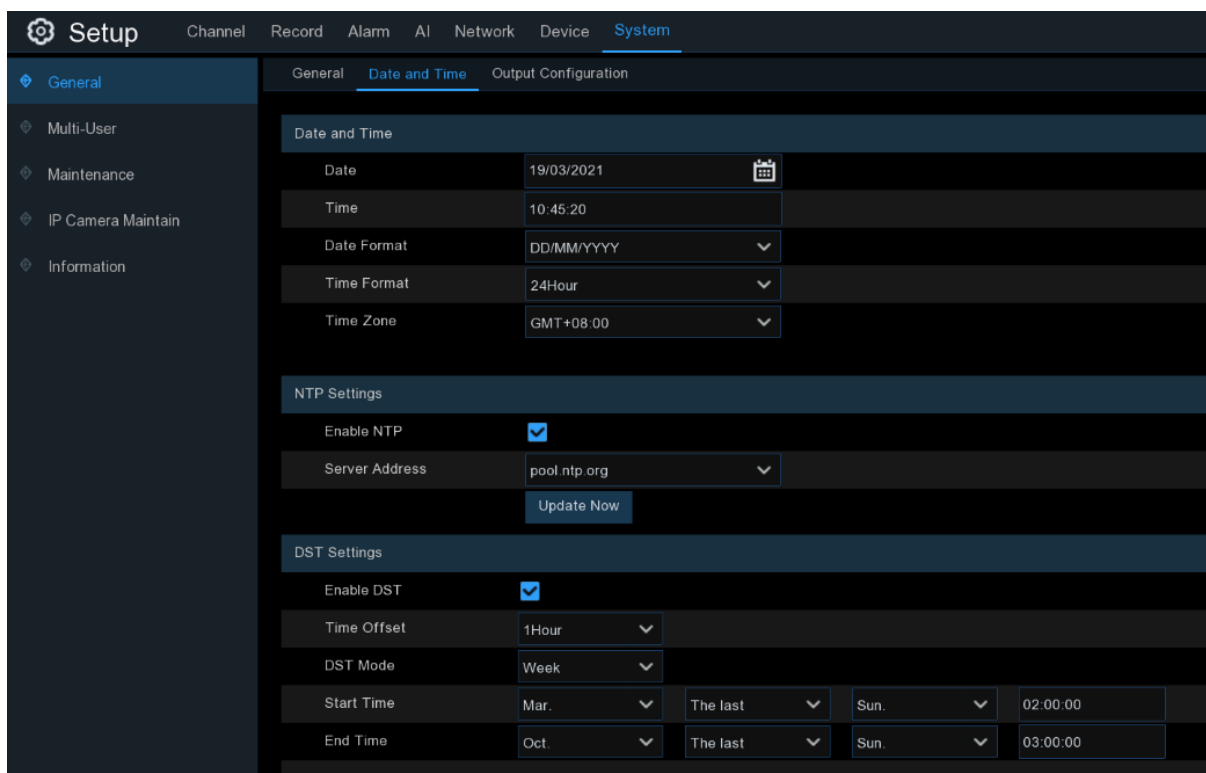 Setup Channel Record Alarm AI Network Device System
General
Multi-User
Maintenance
IP Camera Maintain
Information
General Date and Time Output Configuration
Date and Time
Date 19/03/2021
Time 10:45:20
Date Format DD/MM/YYYY
Time Format 24Hour
Time Zone GMT+08:00
NTP Settings
Enable NTP
Server Address pool.ntp.org
Update Now
DST Settings
Enable DST
Time Offset 1Hour
DST Mode Week
Start Time Mar. The last Sun. 02:00:00
End Time Oct. The last Sun. 03:00:00